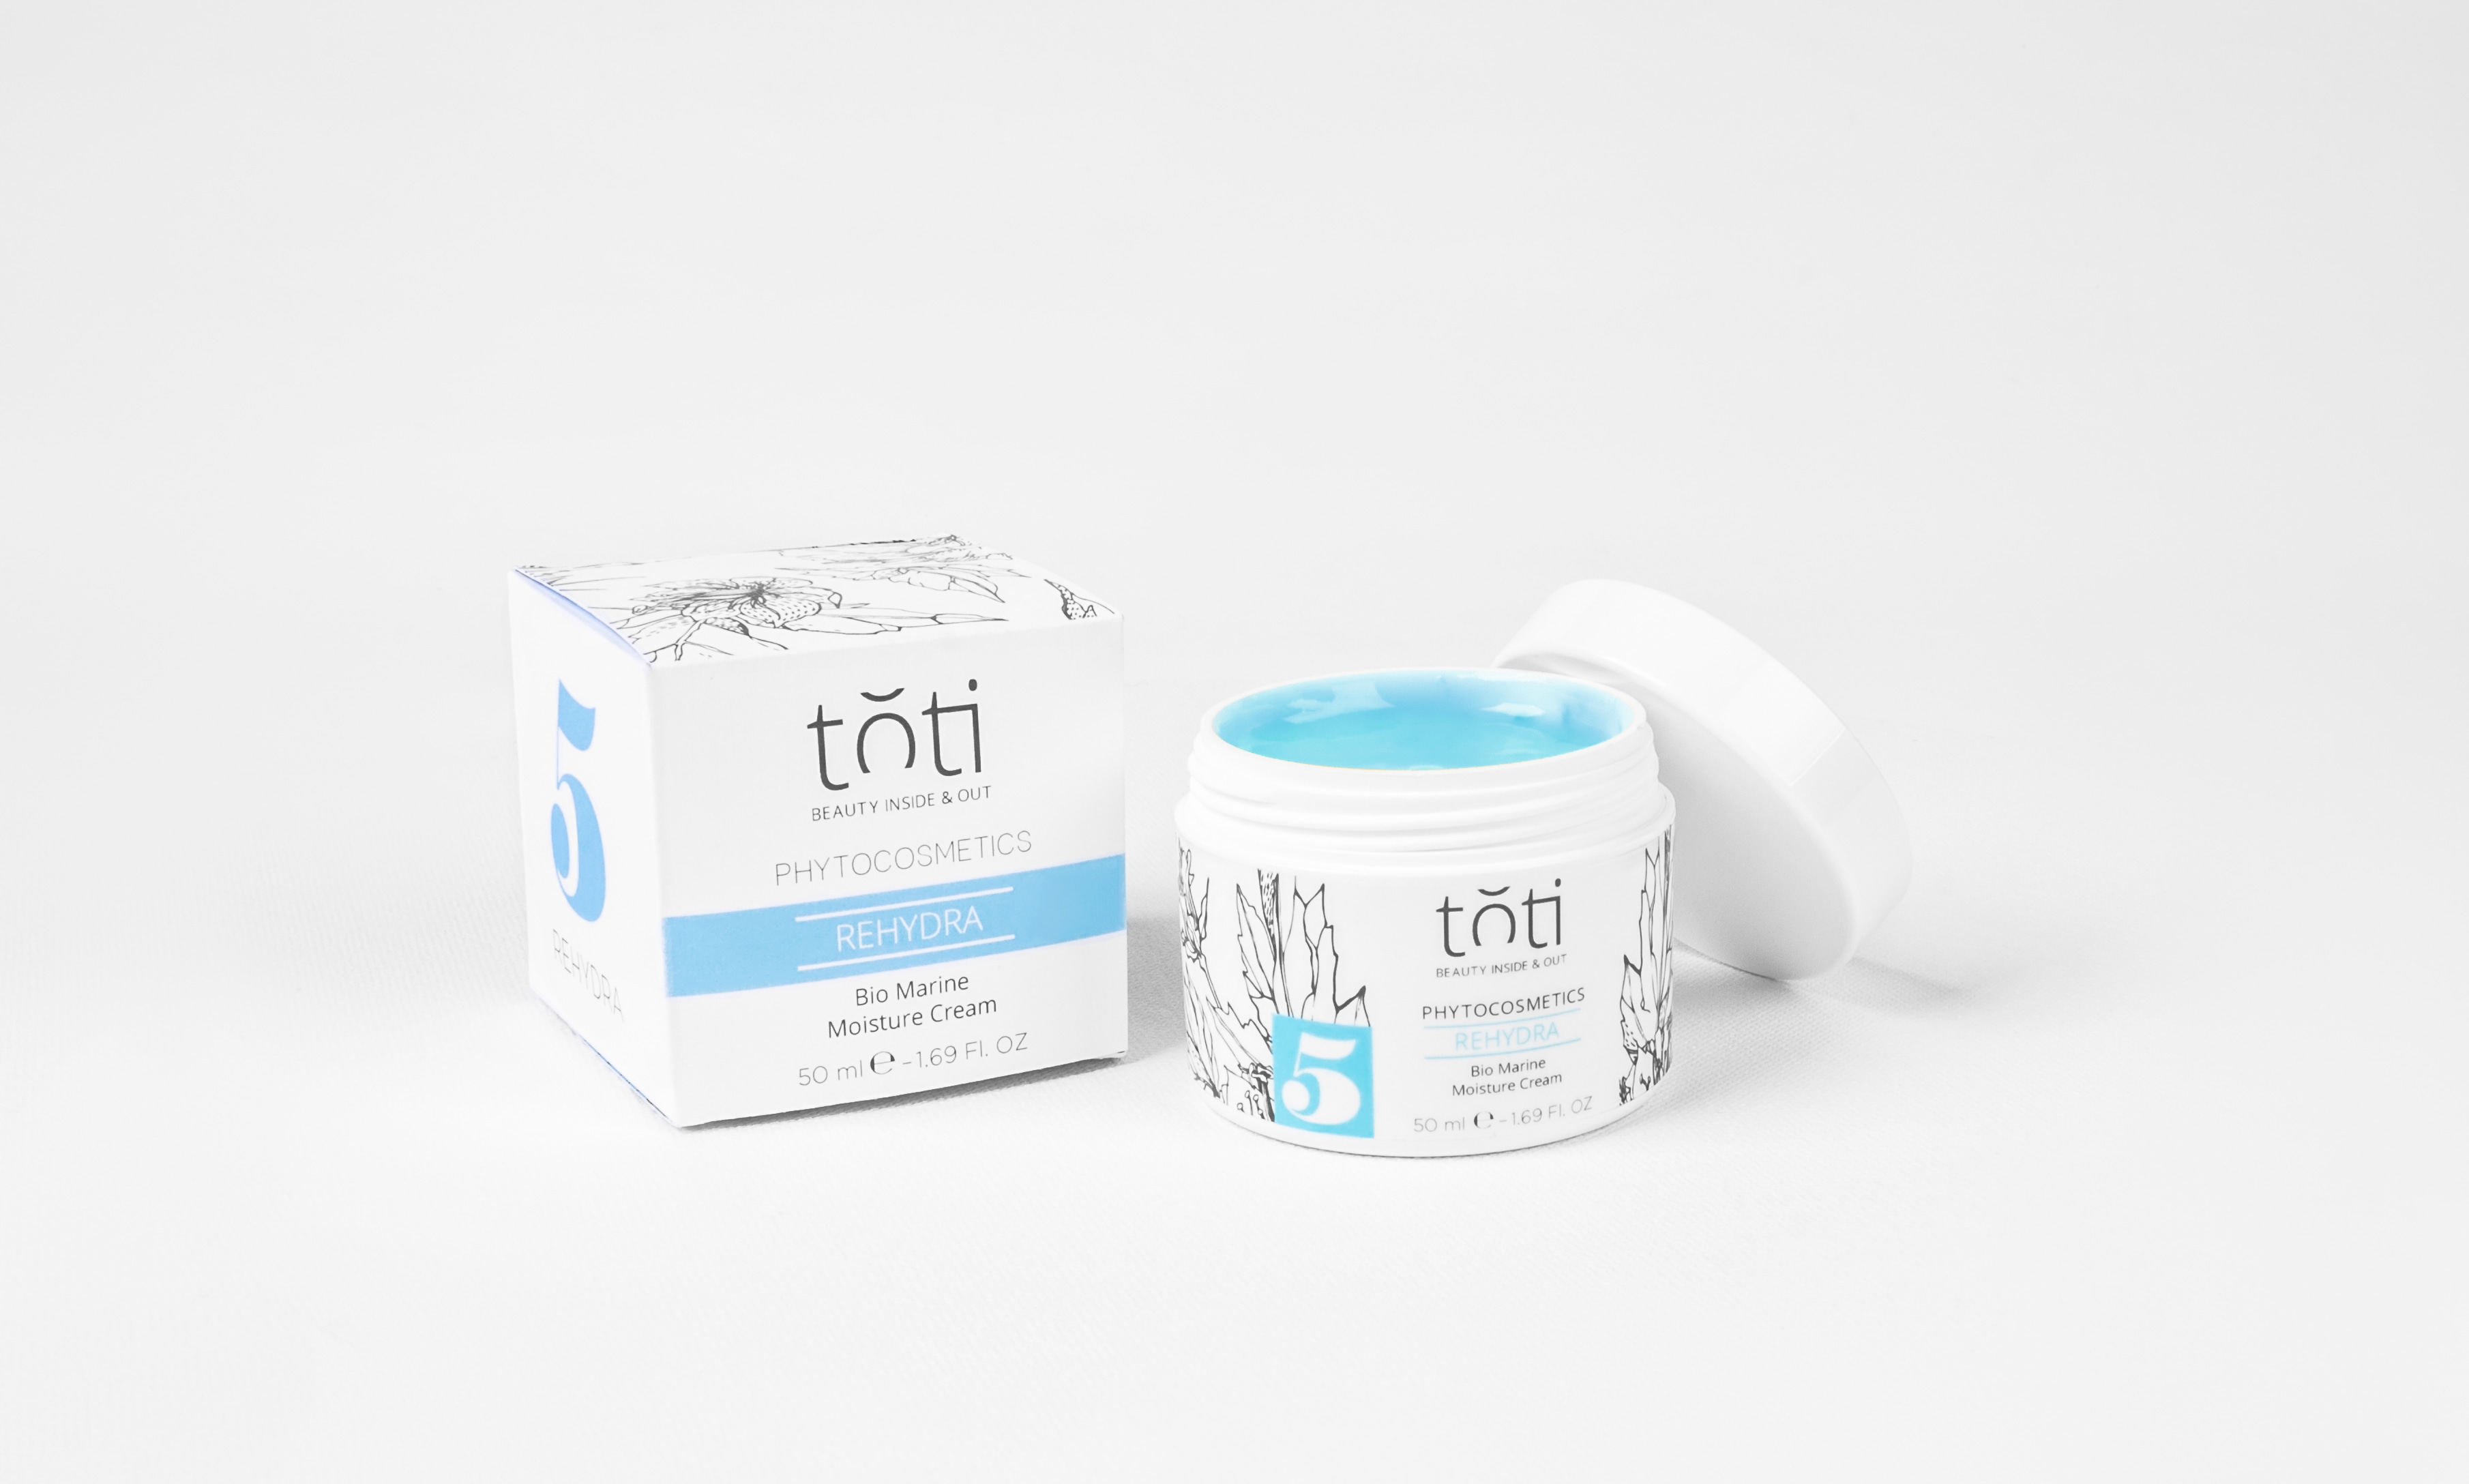 5
REHYDRA
tŏti
BEAUTY INSIDE & OUT
PHYTOCOSMETICS
REHYDRA
Bio Marine
Moisture Cream
50 ml ℮ - 1.69 Fl. OZ
tŏti
BEAUTY INSIDE & OUT
PHYTOCOSMETICS
REHYDRA
Bio Marine
Moisture Cream
50 ml ℮ - 1.69 Fl. OZ
5